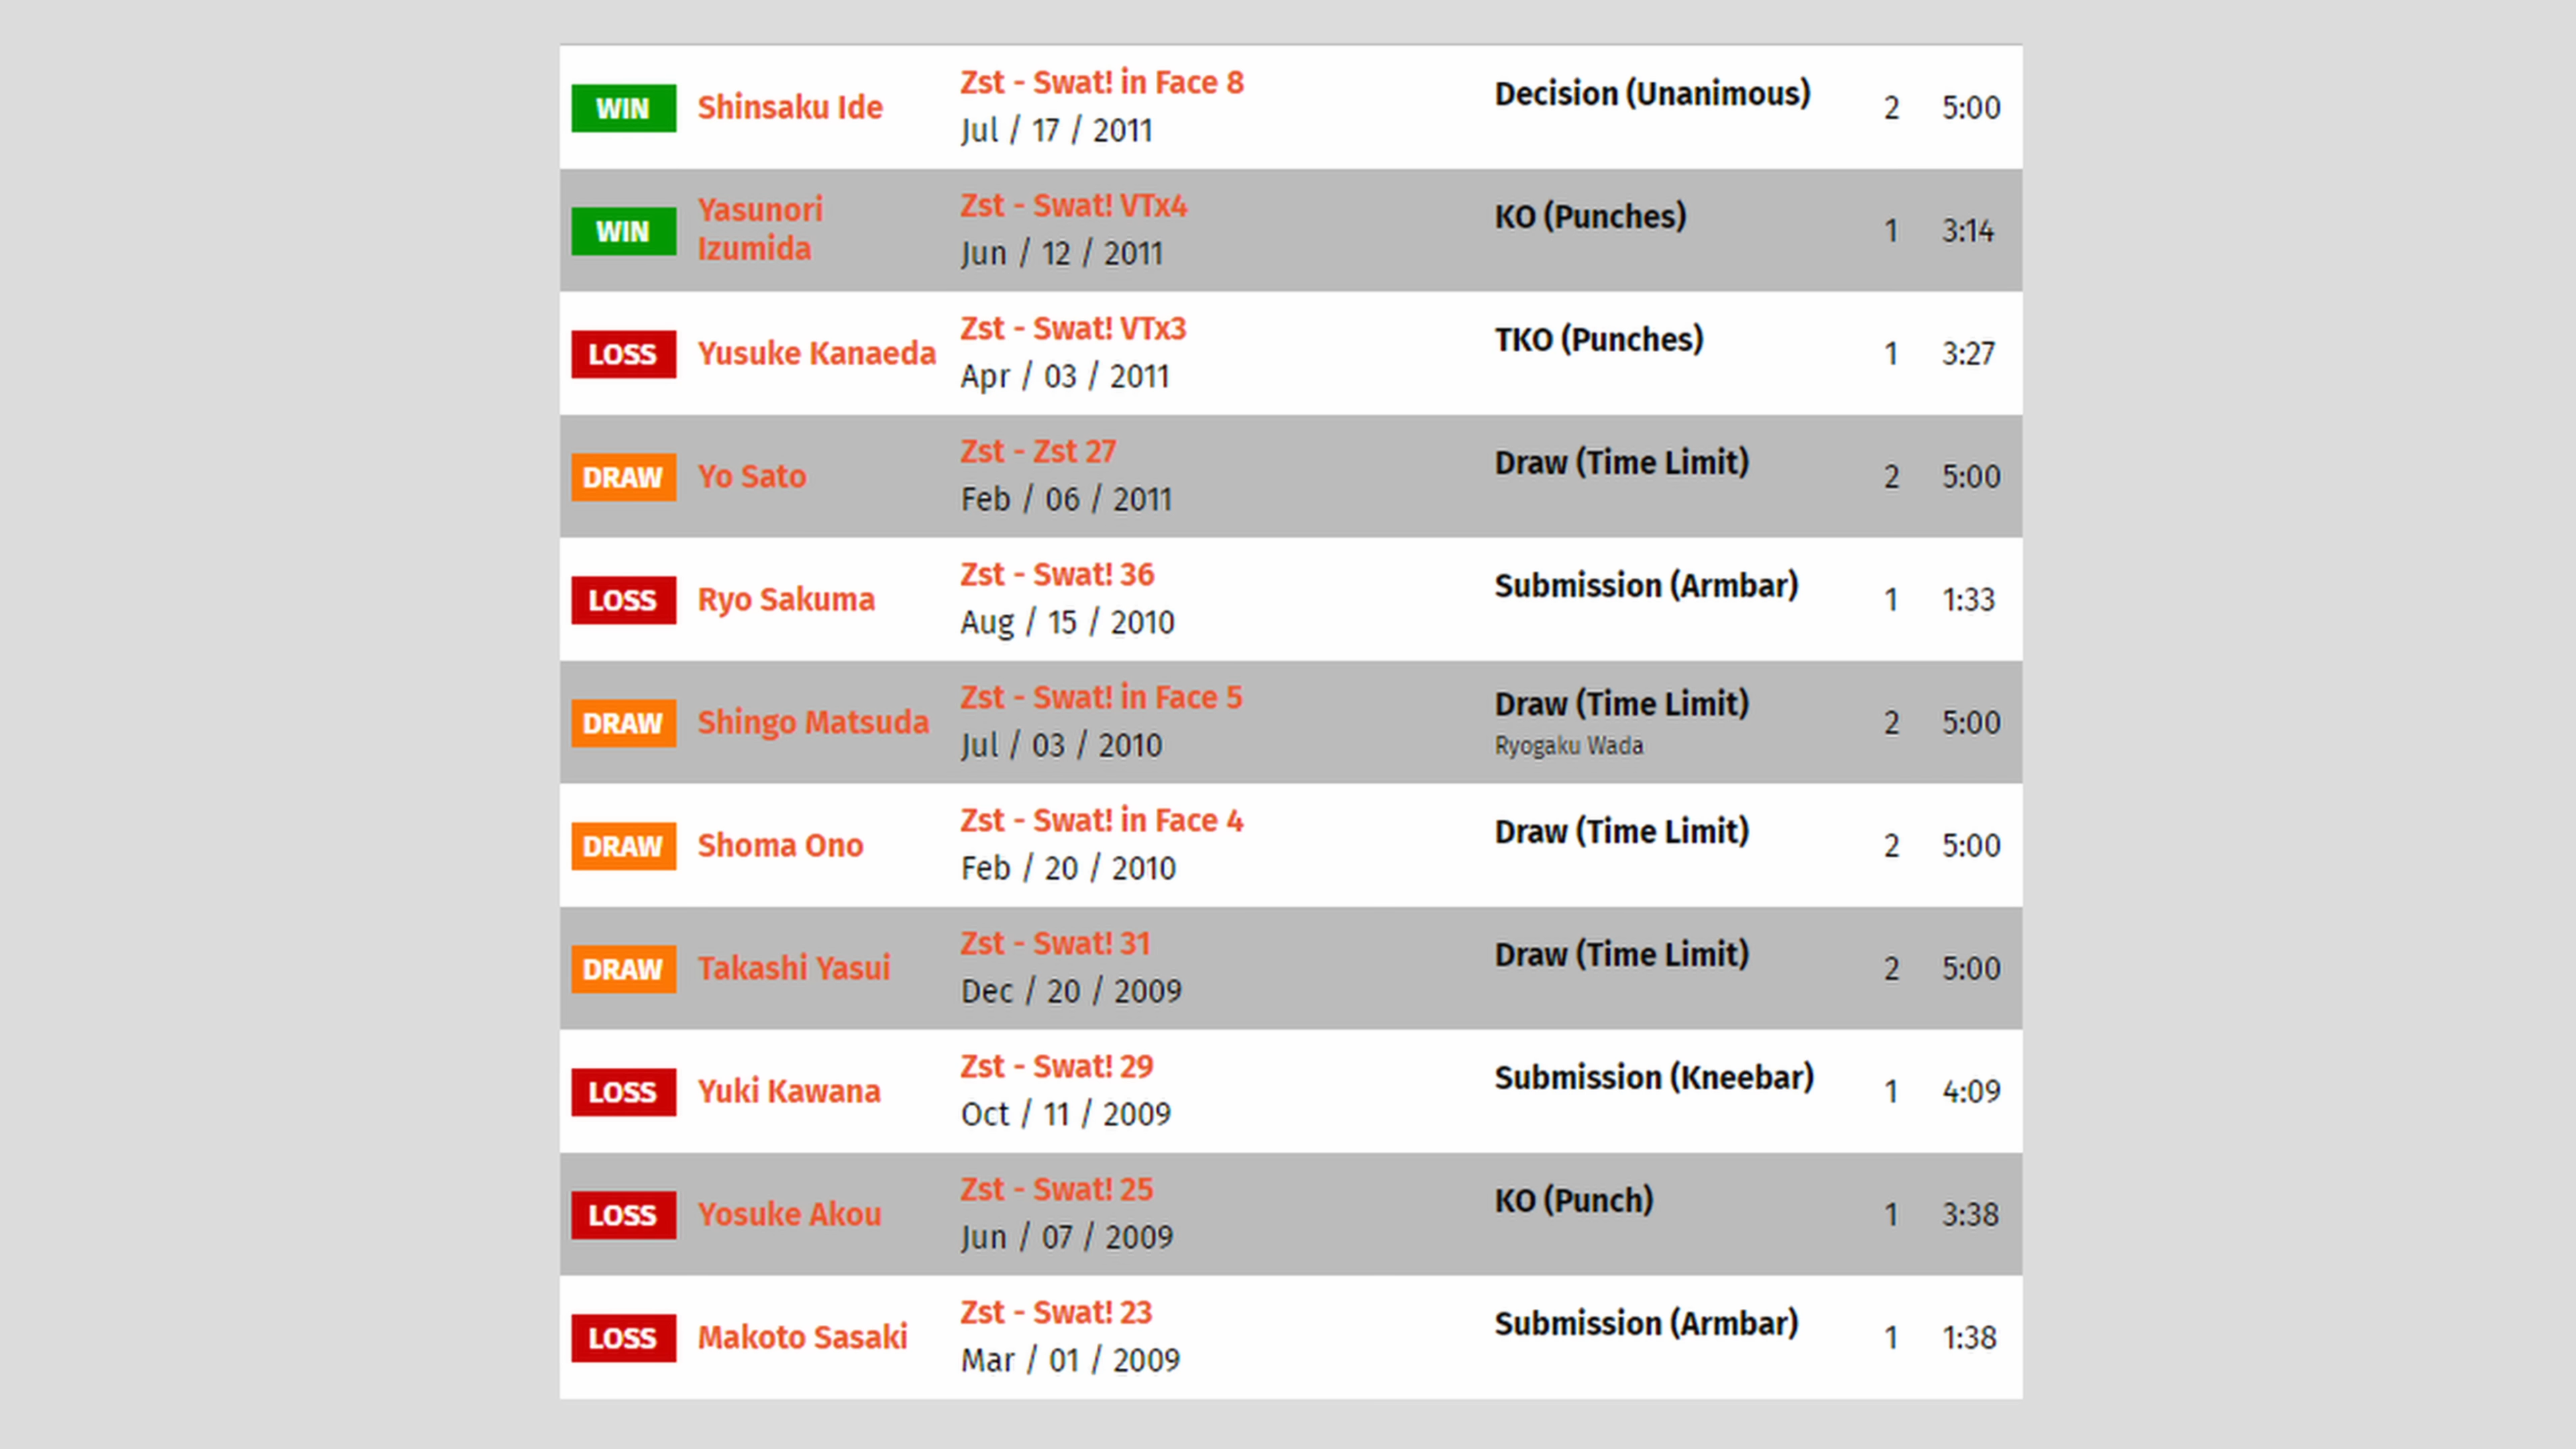 WIN Shinsaku Ide Zst - Swat! in Face 8 Decision (Unanimous) 2 5:00
Jul / 17 / 2011
WIN Yasunori Izumida Zst - Swat! VTx4 KO (Punches) 1 3:14
Jun / 12 / 2011
LOSS Yusuke Kanaeda Zst - Swat! VTx3 TKO (Punches) 1 3:27
Apr / 03 / 2011
DRAW Yo Sato Zst - Zst 27 Draw (Time Limit) 2 5:00
Feb / 06 / 2011
LOSS Ryo Sakuma Zst - Swat! 36 Submission (Armbar) 1 1:33
Aug / 15 / 2010
DRAW Shingo Matsuda Zst - Swat! in Face 5 Draw (Time Limit) 2 5:00
Jul / 03 / 2010 Ryogaku Wada
DRAW Shoma Ono Zst - Swat! in Face 4 Draw (Time Limit) 2 5:00
Feb / 20 / 2010
DRAW Takashi Yasui Zst - Swat! 31 Draw (Time Limit) 2 5:00
Dec / 20 / 2009
LOSS Yuki Kawana Zst - Swat! 29 Submission (Kneebar) 1 4:09
Oct / 11 / 2009
LOSS Yosuke Akou Zst - Swat! 25 KO (Punch) 1 3:38
Jun / 07 / 2009
LOSS Makoto Sasaki Zst - Swat! 23 Submission (Armbar) 1 1:38
Mar / 01 / 2009